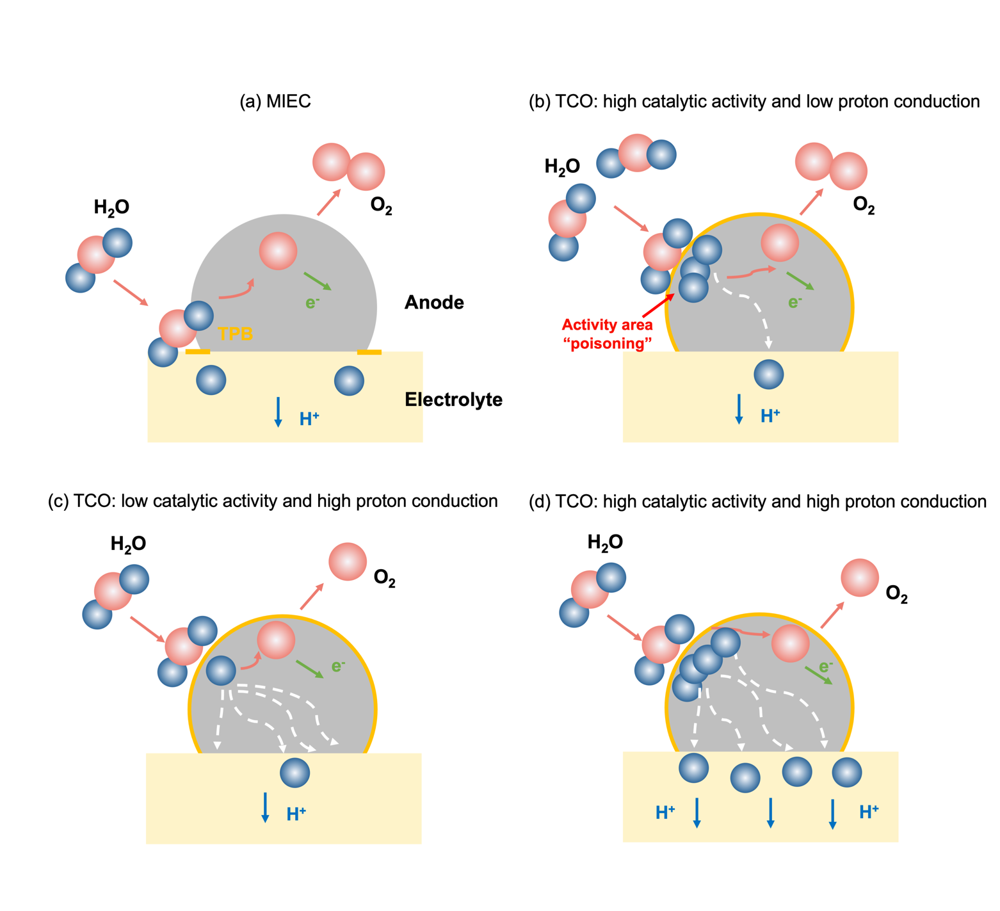 (a) MIEC
H₂O
O₂
e⁻
TPB
Anode
Electrolyte
H⁺
(b) TCO: high catalytic activity and low proton conduction
H₂O
O₂
e⁻
Activity area
“poisoning”
H⁺
(c) TCO: low catalytic activity and high proton conduction
H₂O
O₂
e⁻
H⁺
(d) TCO: high catalytic activity and high proton conduction
H₂O
O₂
e⁻
H⁺
H⁺